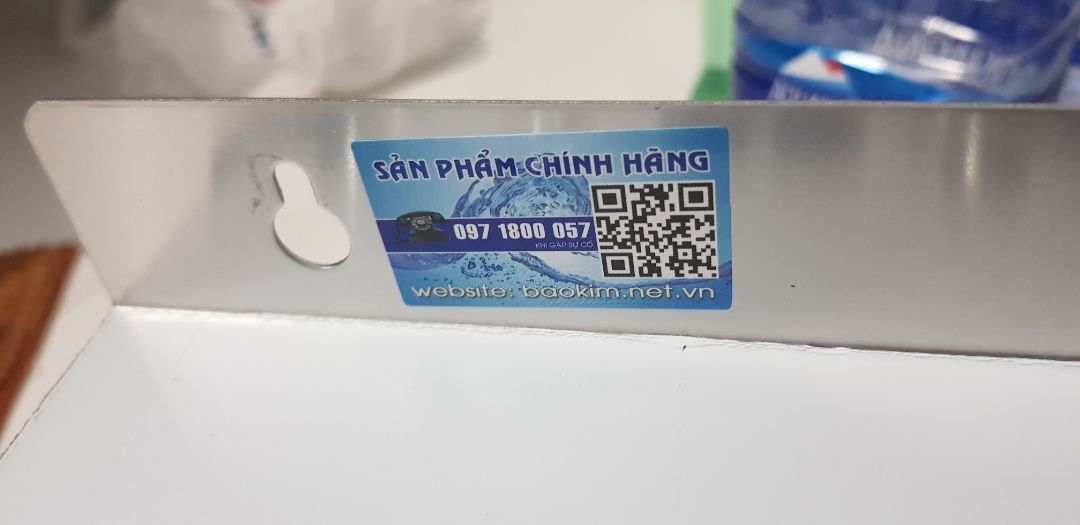 SẢN PHẨM CHÍNH HÃNG
097 1800 057
KHI GẶP SỰ CỐ
website: baokim.net.vn